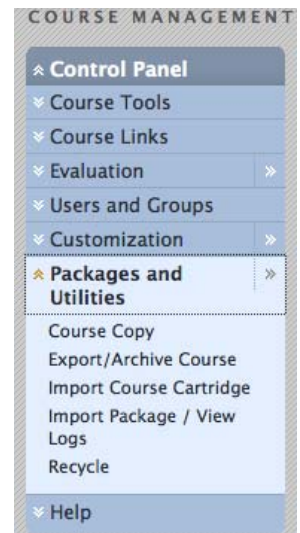 COURSE MANAGEMENT
Control Panel
Course Tools
Course Links
Evaluation
Users and Groups
Customization
Packages and
Utilities
Course Copy
Export/Archive Course
Import Course Cartridge
Import Package / View
Logs
Recycle
Help